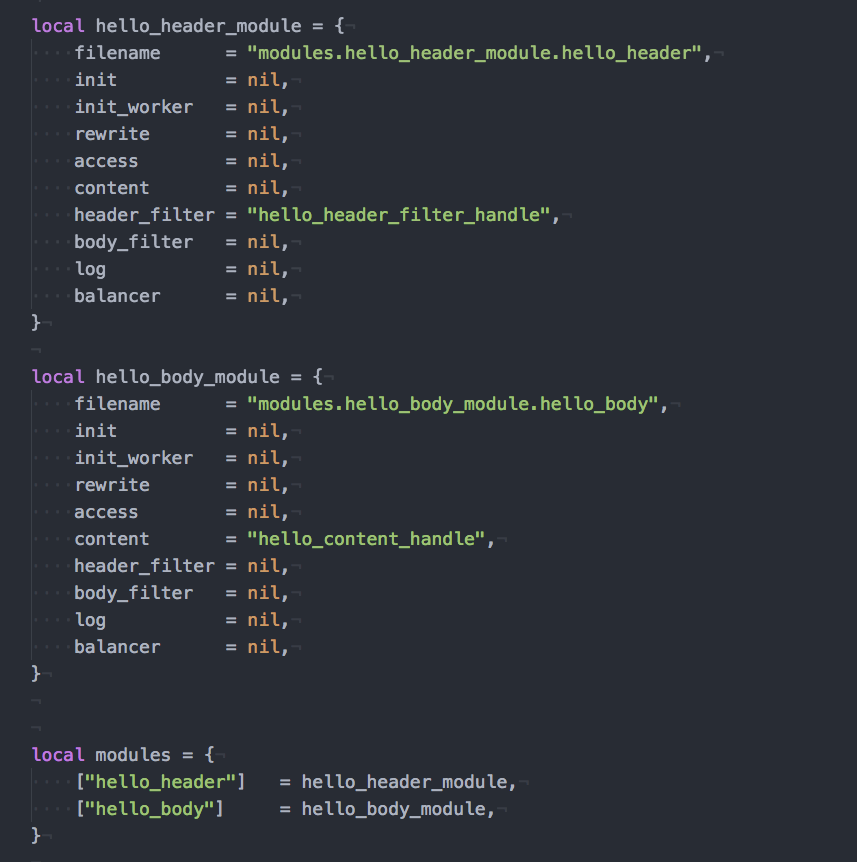 local hello_header_module = {
    filename      = "modules.hello_header_module.hello_header",
    init          = nil,
    init_worker   = nil,
    rewrite       = nil,
    access        = nil,
    content       = nil,
    header_filter = "hello_header_filter_handle",
    body_filter   = nil,
    log           = nil,
    balancer      = nil,
}

local hello_body_module = {
    filename      = "modules.hello_body_module.hello_body",
    init          = nil,
    init_worker   = nil,
    rewrite       = nil,
    access        = nil,
    content       = "hello_content_handle",
    header_filter = nil,
    body_filter   = nil,
    log           = nil,
    balancer      = nil,
}


local modules = {
    ["hello_header"]   = hello_header_module,
    ["hello_body"]     = hello_body_module,
}